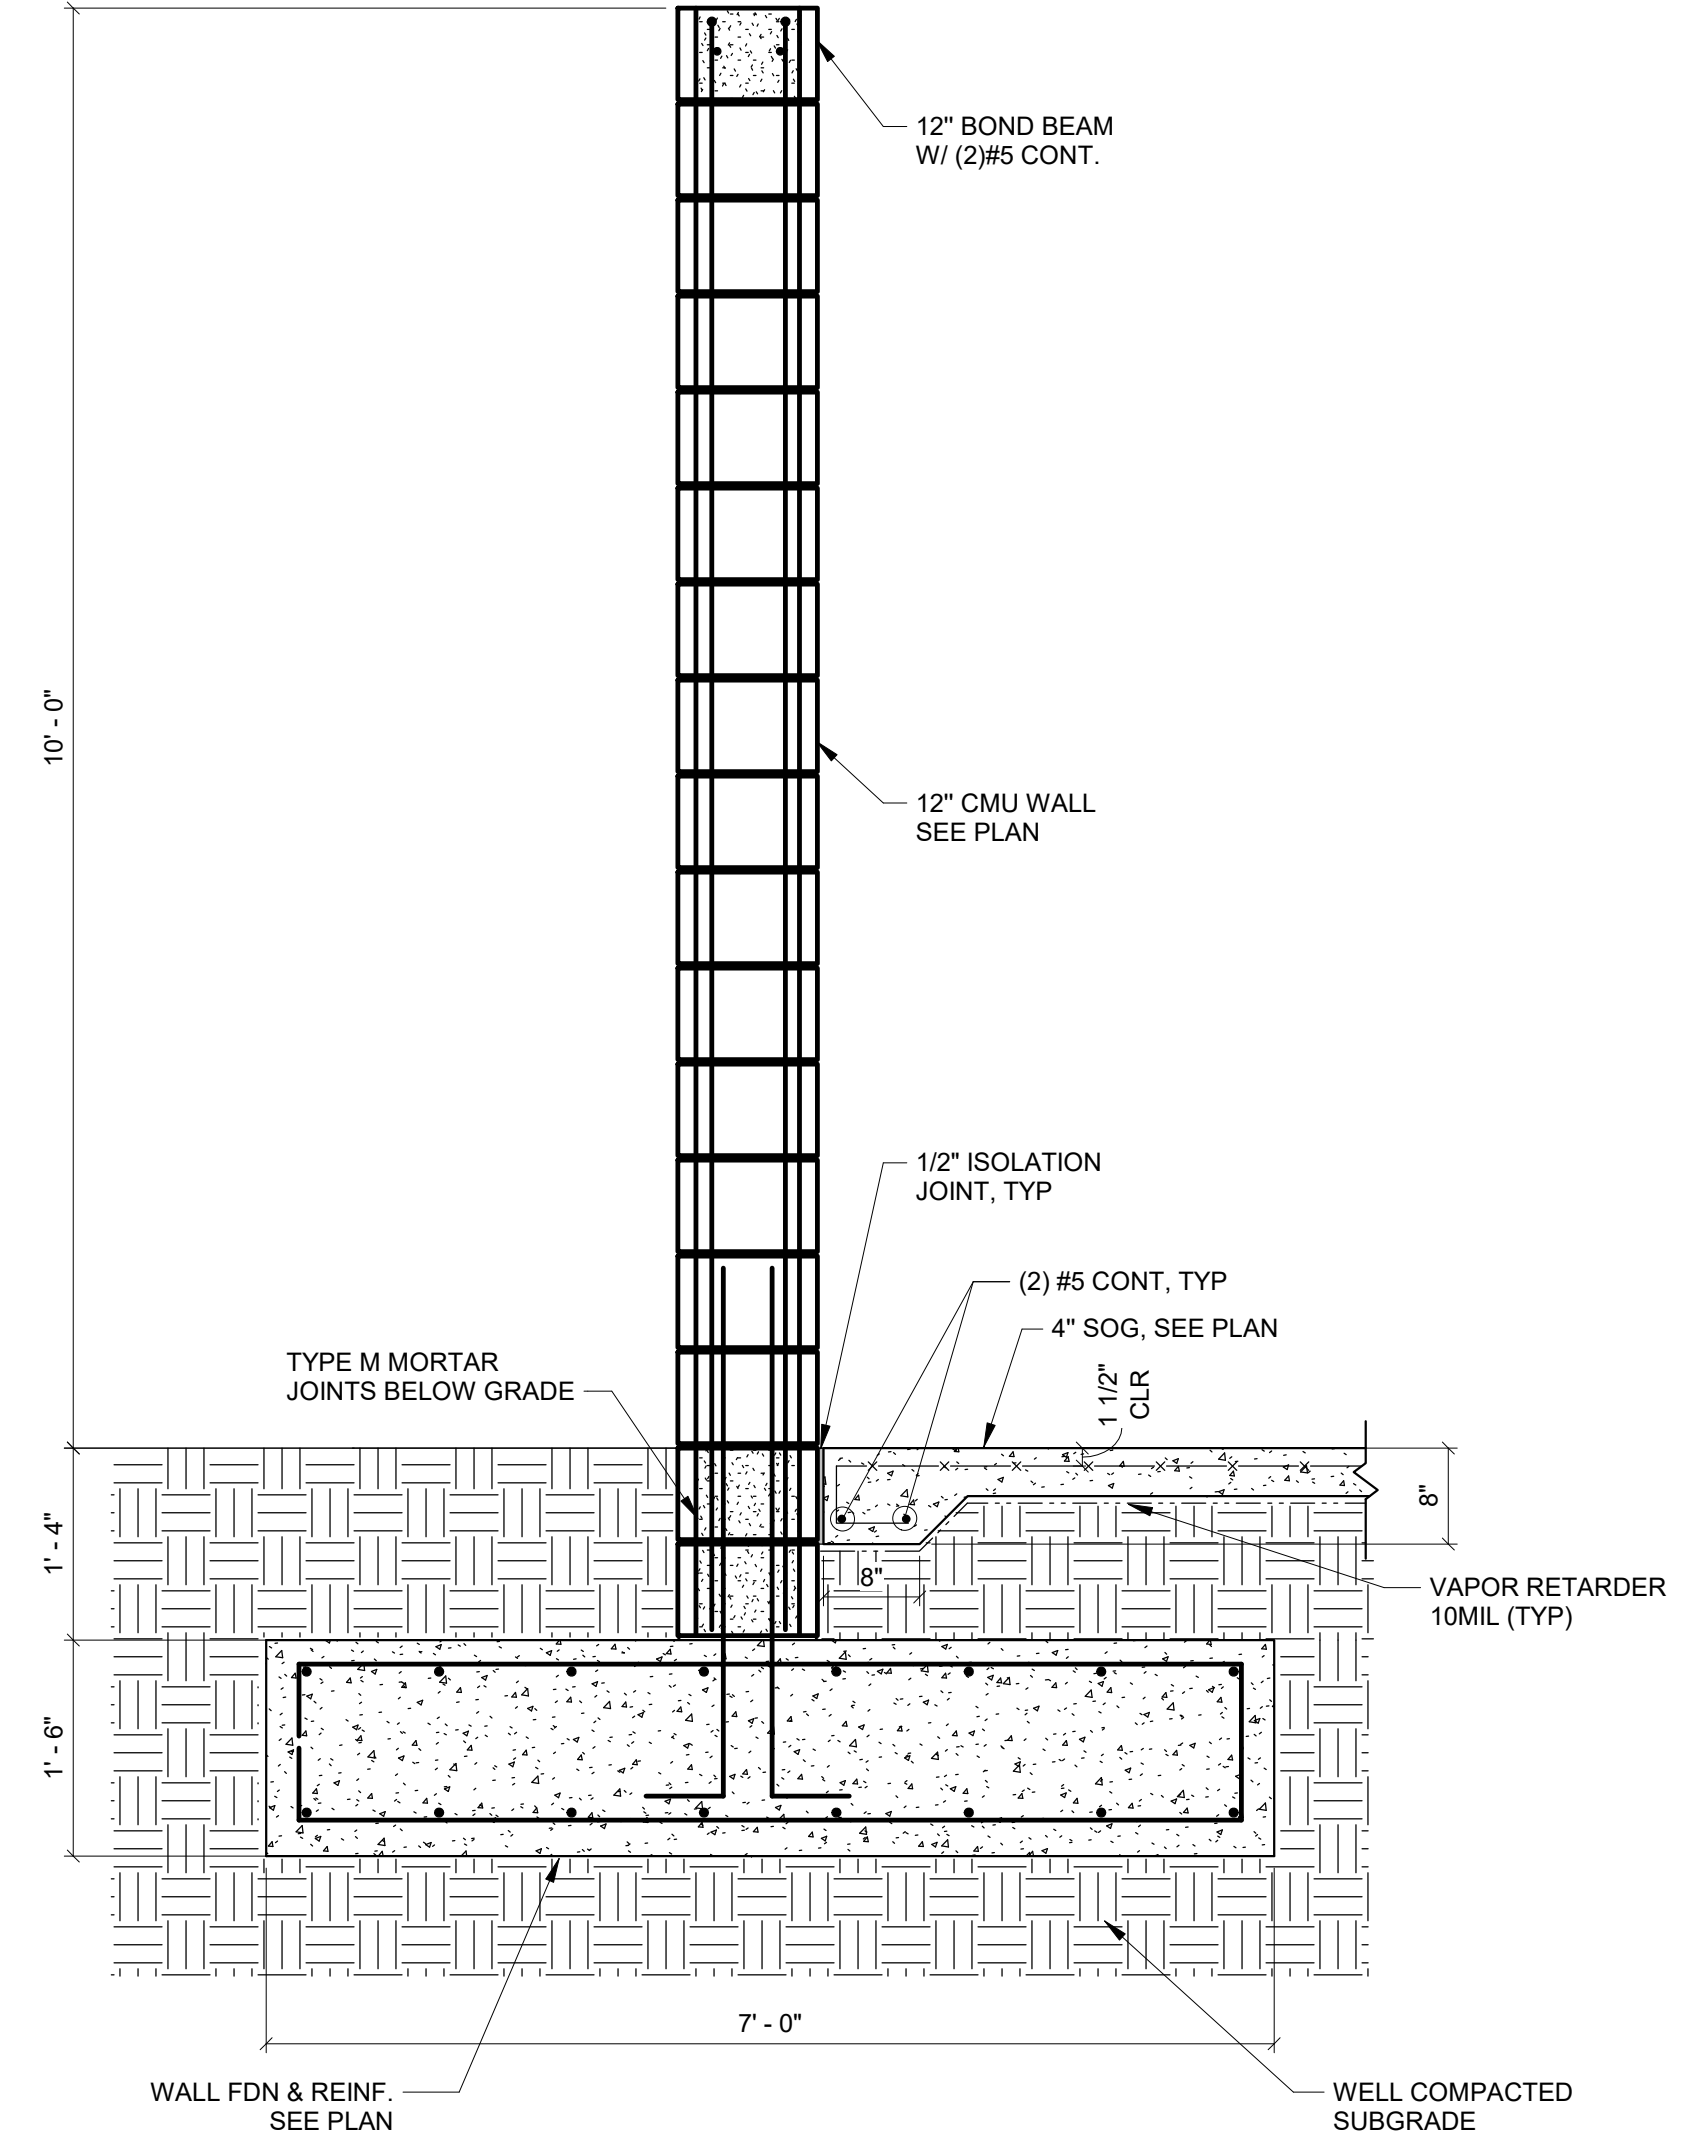 12" BOND BEAM
W/ (2)#5 CONT.
10' - 0"
12" CMU WALL
SEE PLAN
1/2" ISOLATION
JOINT, TYP
(2) #5 CONT, TYP
4" SOG, SEE PLAN
TYPE M MORTAR
JOINTS BELOW GRADE
1 1/2"
CLR
8"
1' - 4"
8"
VAPOR RETARDER
10MIL (TYP)
1' - 6"
7' - 0"
WALL FDN & REINF.
SEE PLAN
WELL COMPACTED
SUBGRADE